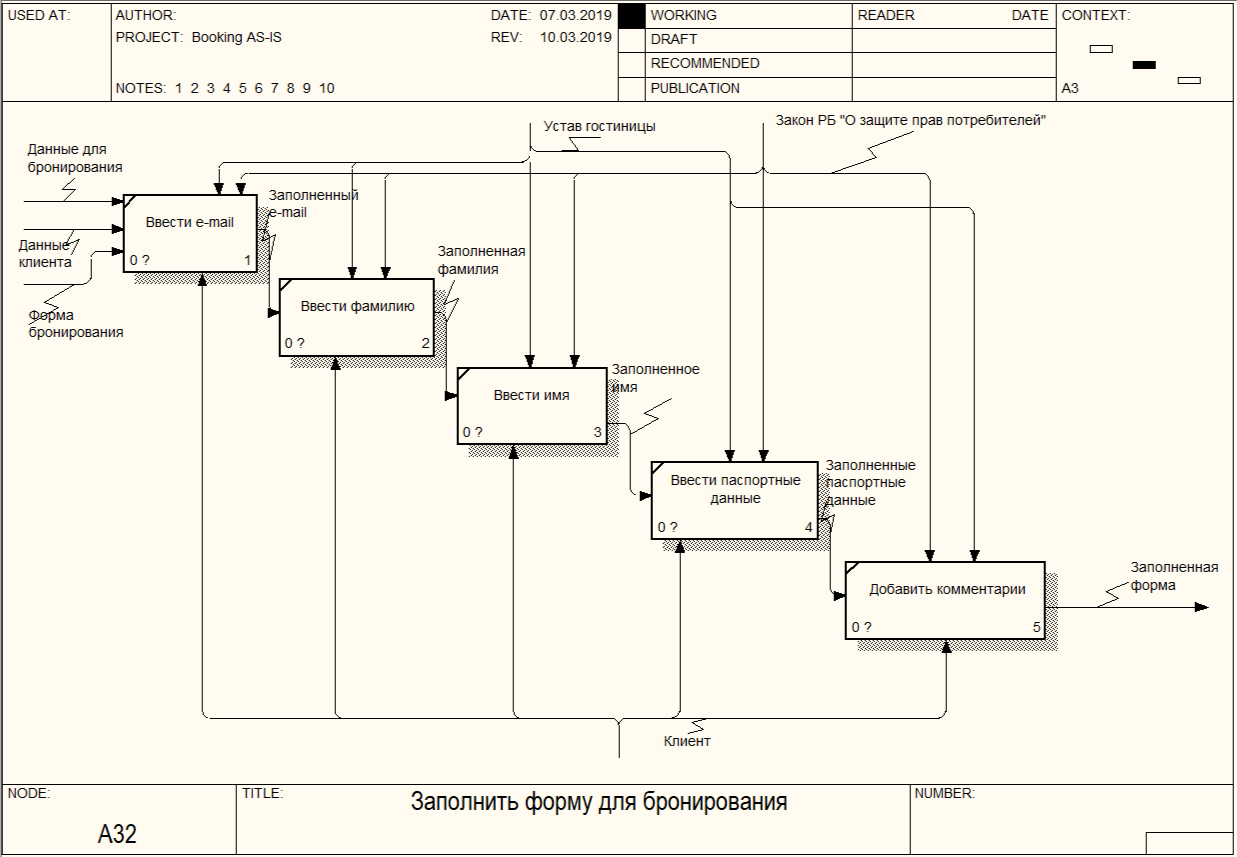 USED AT:
AUTHOR:
DATE: 07.03.2019
PROJECT: Booking AS-IS
REV: 10.03.2019
NOTES: 1 2 3 4 5 6 7 8 9 10
WORKING
DRAFT
RECOMMENDED
PUBLICATION
READER DATE
CONTEXT:
A3
Устав гостиницы
Закон РБ "О защите прав потребителей"
Данные для
бронирования
Данные
клиента
Форма
бронирования
Ввести e-mail
0 ? 1
Заполненный
e-mail
Ввести фамилию
0 ? 2
Заполненная
фамилия
Ввести имя
0 ? 3
Заполненное
имя
Ввести паспортные
данные
0 ? 4
Заполненные
паспортные
данные
Добавить комментарии
0 ? 5
Заполненная
форма
Клиент
NODE:
A32
TITLE:
Заполнить форму для бронирования
NUMBER: